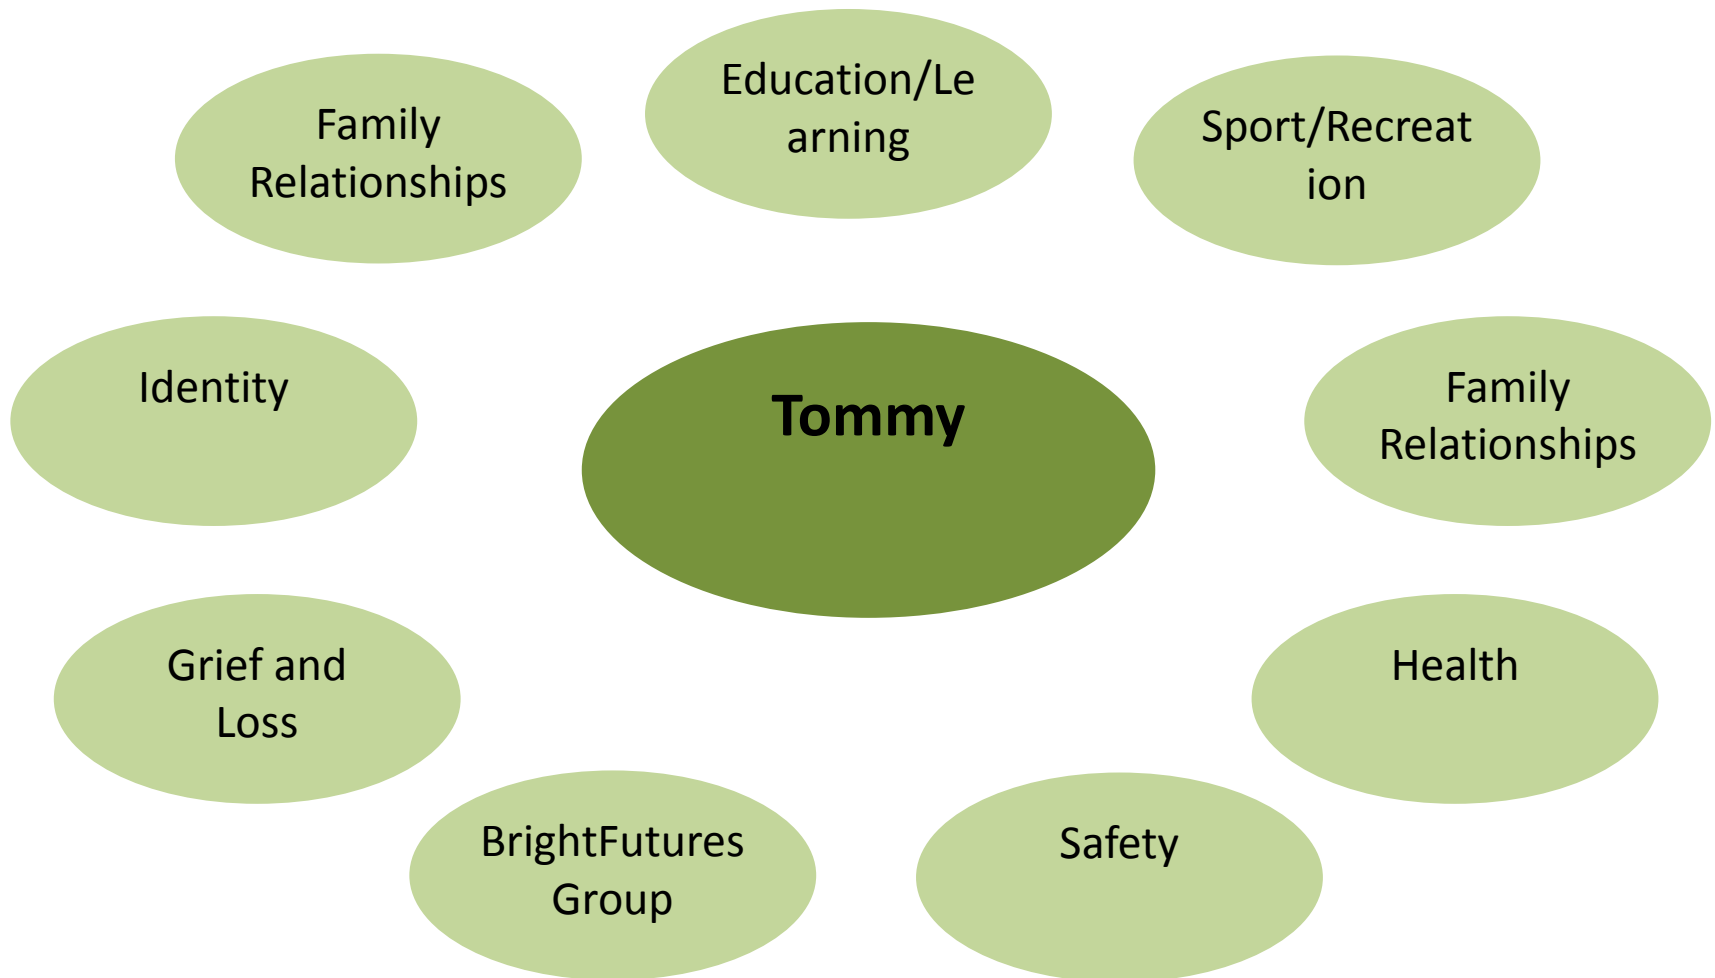 Education/Le
arning
Family
Relationships
Sport/Recreat
ion
Identity
Tommy
Family
Relationships
Grief and
Loss
Health
BrightFutures
Group
Safety